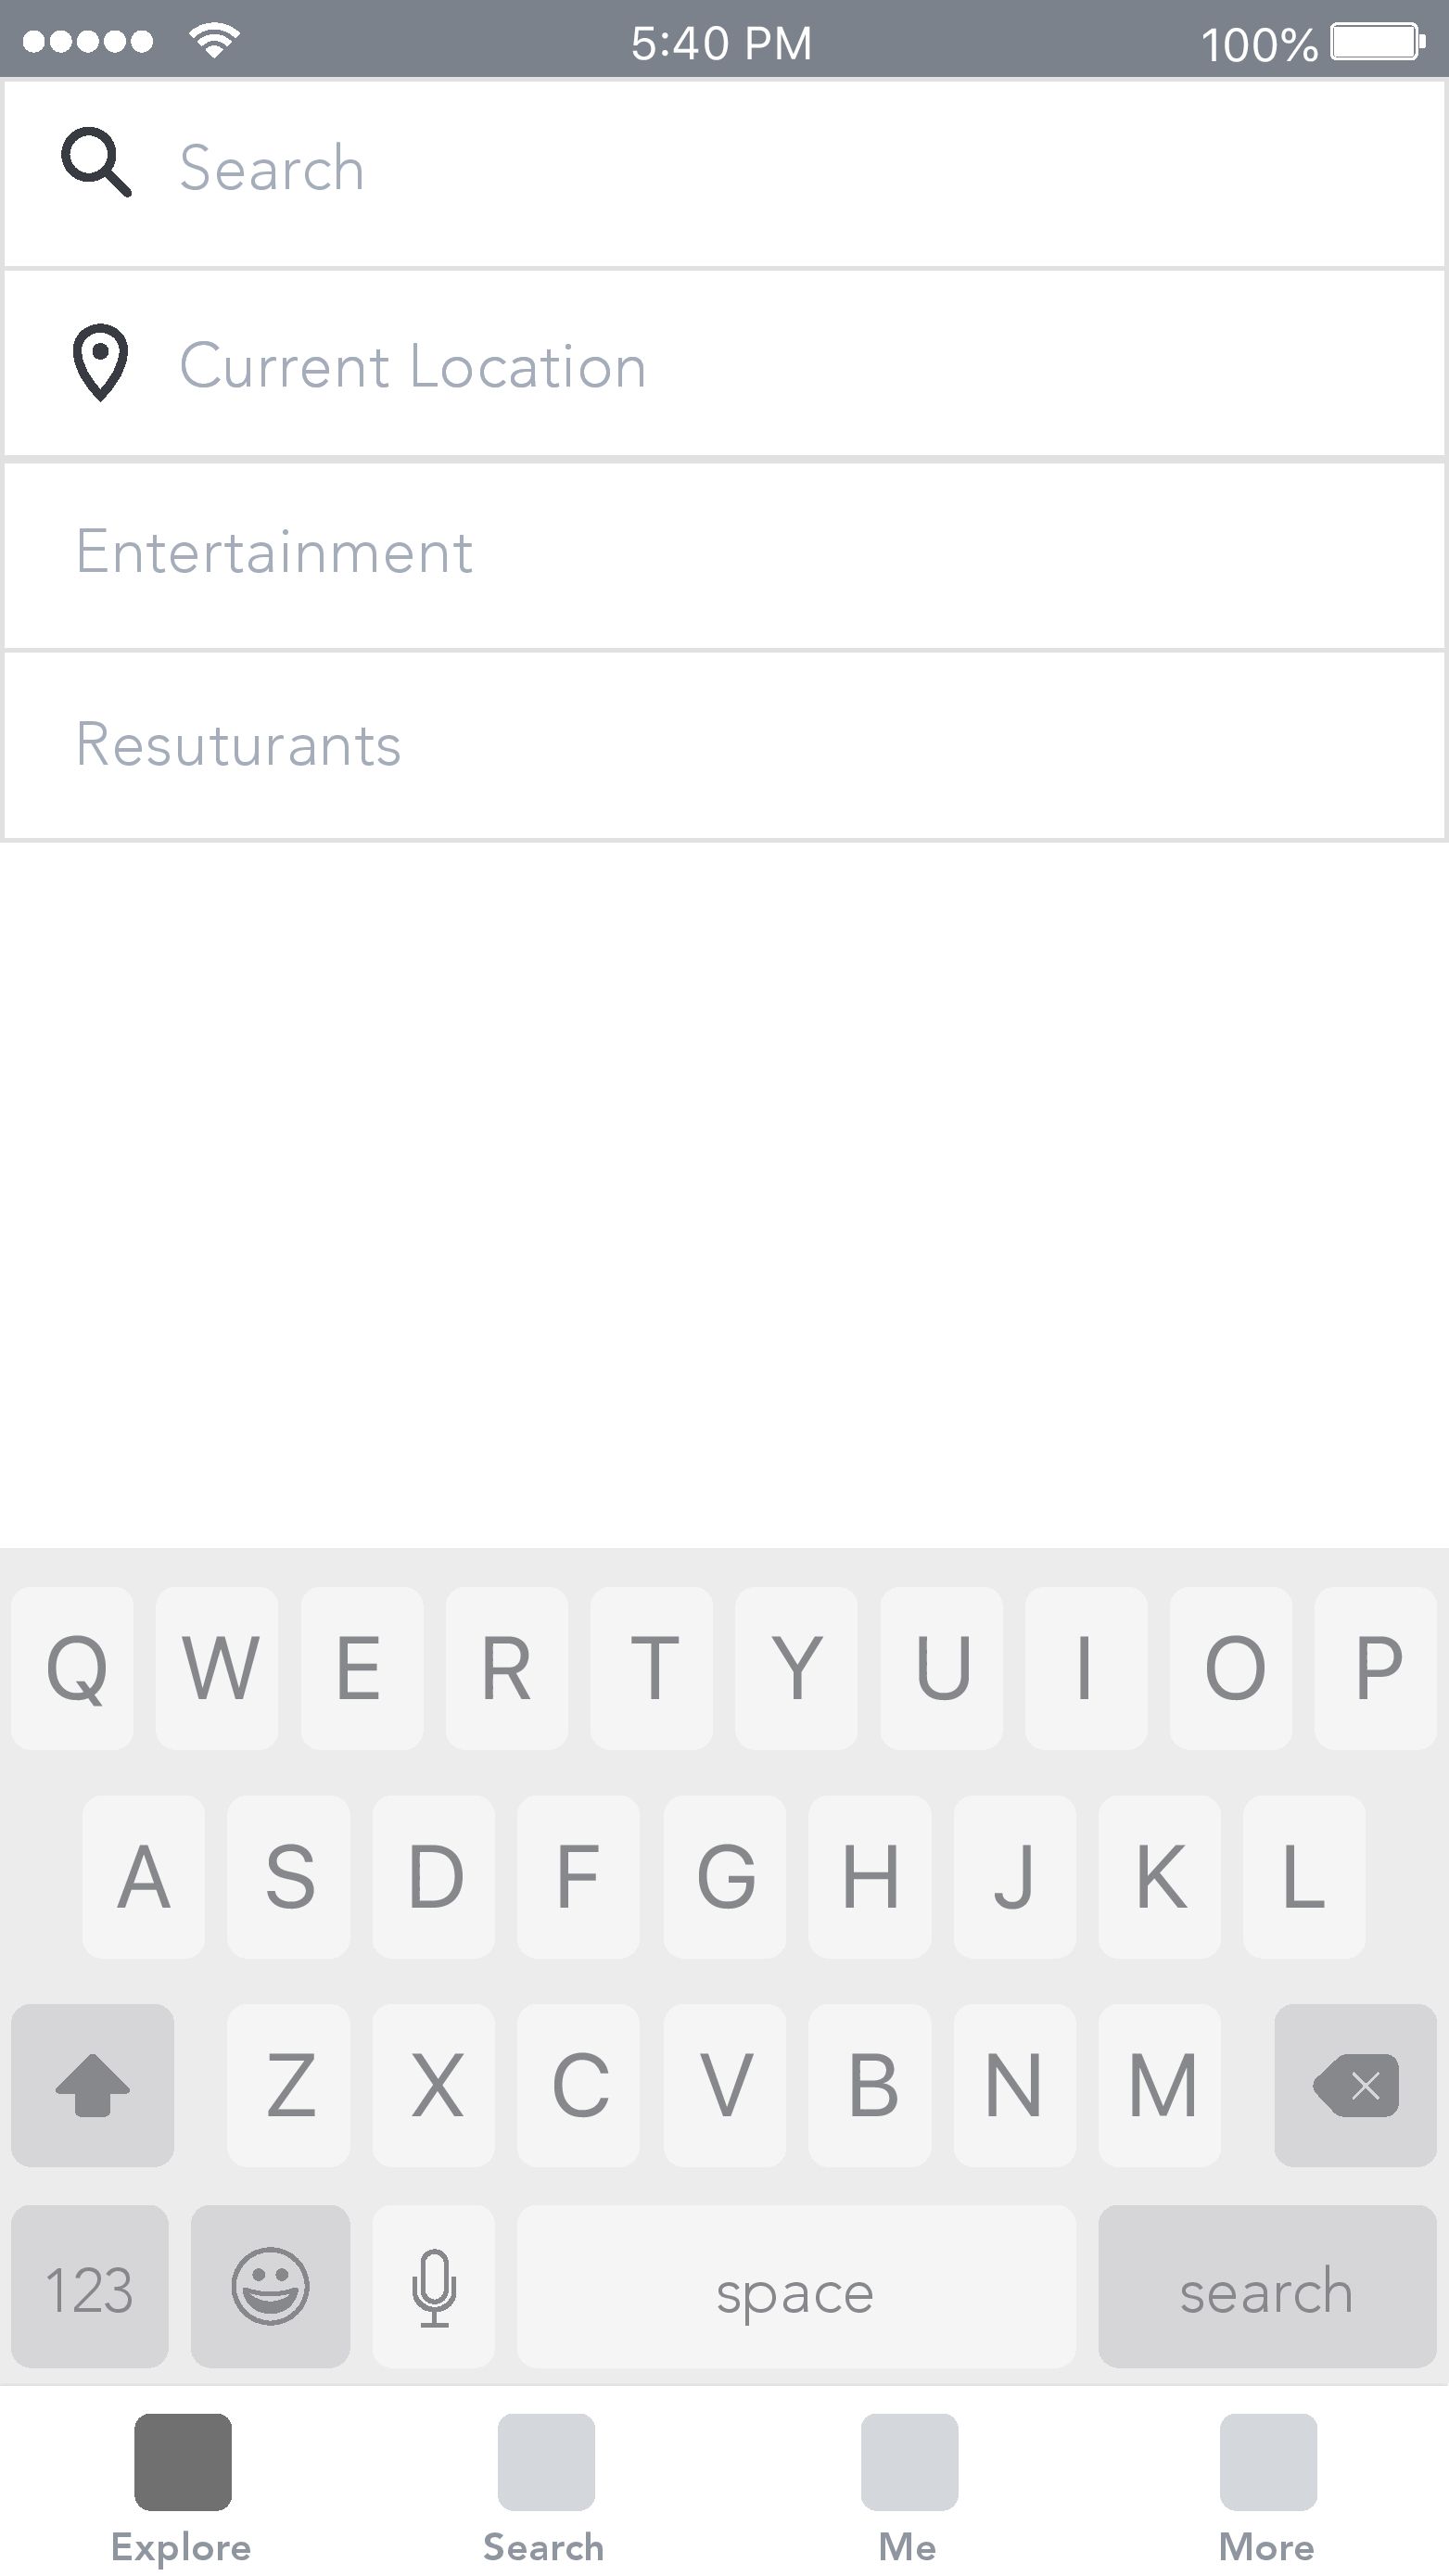 5:40 PM 100%
Search
Current Location
Entertainment
Resuturants
Q W E R T Y U I O P
A S D F G H J K L
Z X C V B N M
123 space search
Explore Search Me More